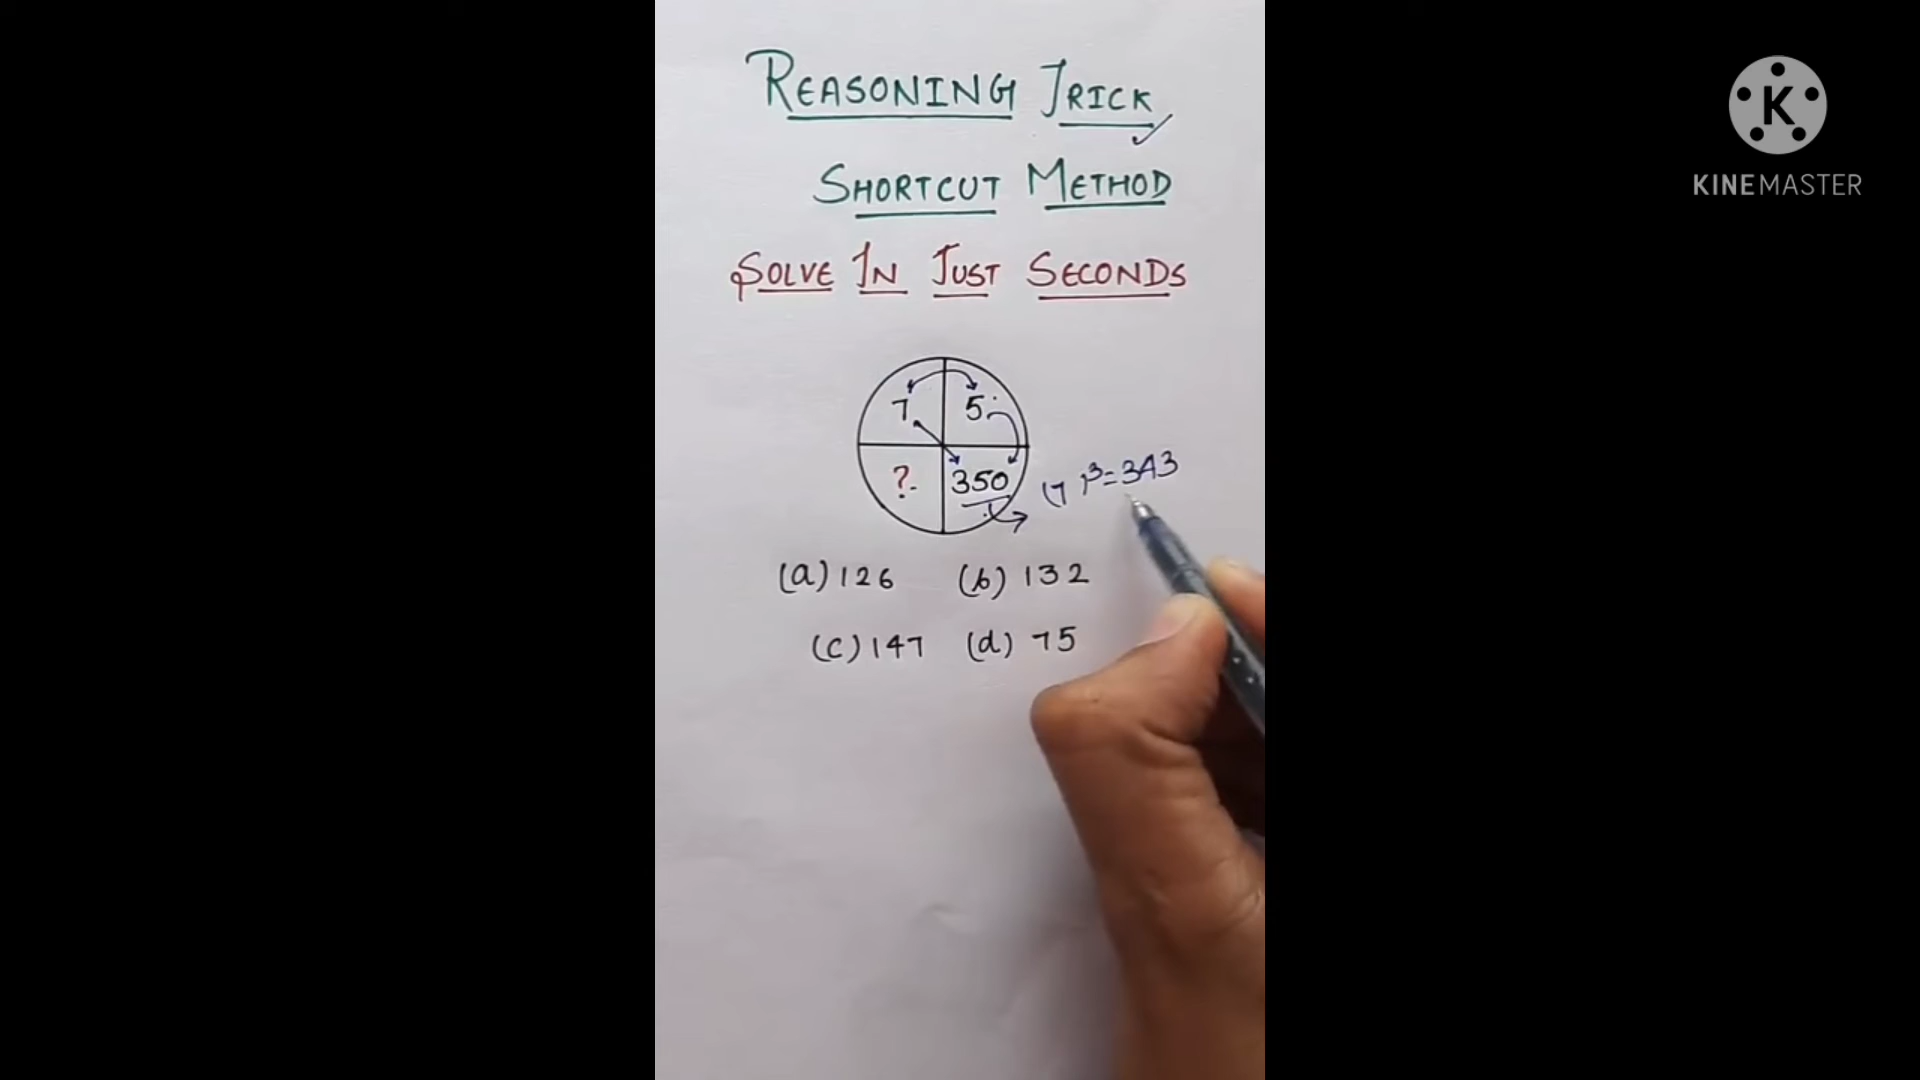 REASONING TRICK
SHORTCUT METHOD
SOLVE IN JUST SECONDS
7 5
? 350
(7)³=343
(a) 126 (b) 132
(c) 147 (d) 75
K
KINEMASTER